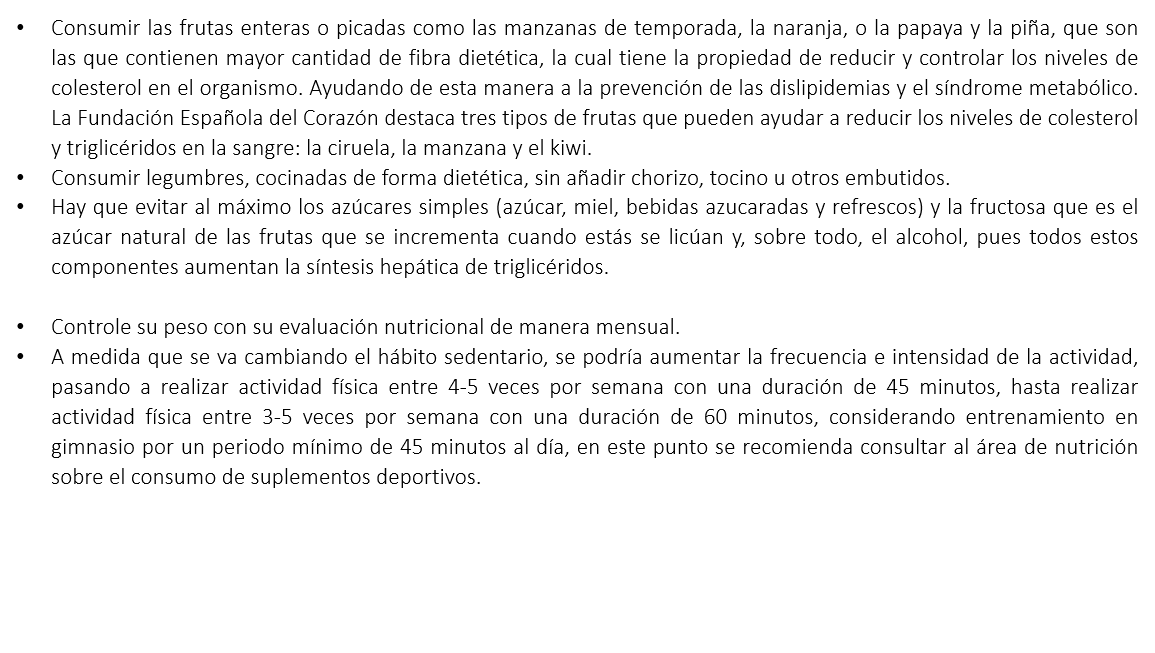 • Consumir las frutas enteras o picadas como las manzanas de temporada, la naranja, o la papaya y la piña, que son
las que contienen mayor cantidad de fibra dietética, la cual tiene la propiedad de reducir y controlar los niveles de
colesterol en el organismo. Ayudando de esta manera a la prevención de las dislipidemias y el síndrome metabólico.
La Fundación Española del Corazón destaca tres tipos de frutas que pueden ayudar a reducir los niveles de colesterol
y triglicéridos en la sangre: la ciruela, la manzana y el kiwi.
• Consumir legumbres, cocinadas de forma dietética, sin añadir chorizo, tocino u otros embutidos.
• Hay que evitar al máximo los azúcares simples (azúcar, miel, bebidas azucaradas y refrescos) y la fructosa que es el
azúcar natural de las frutas que se incrementa cuando estás se licúan y, sobre todo, el alcohol, pues todos estos
componentes aumentan la síntesis hepática de triglicéridos.
• Controle su peso con su evaluación nutricional de manera mensual.
• A medida que se va cambiando el hábito sedentario, se podría aumentar la frecuencia e intensidad de la actividad,
pasando a realizar actividad física entre 4-5 veces por semana con una duración de 45 minutos, hasta realizar
actividad física entre 3-5 veces por semana con una duración de 60 minutos, considerando entrenamiento en
gimnasio por un periodo mínimo de 45 minutos al día, en este punto se recomienda consultar al área de nutrición
sobre el consumo de suplementos deportivos.